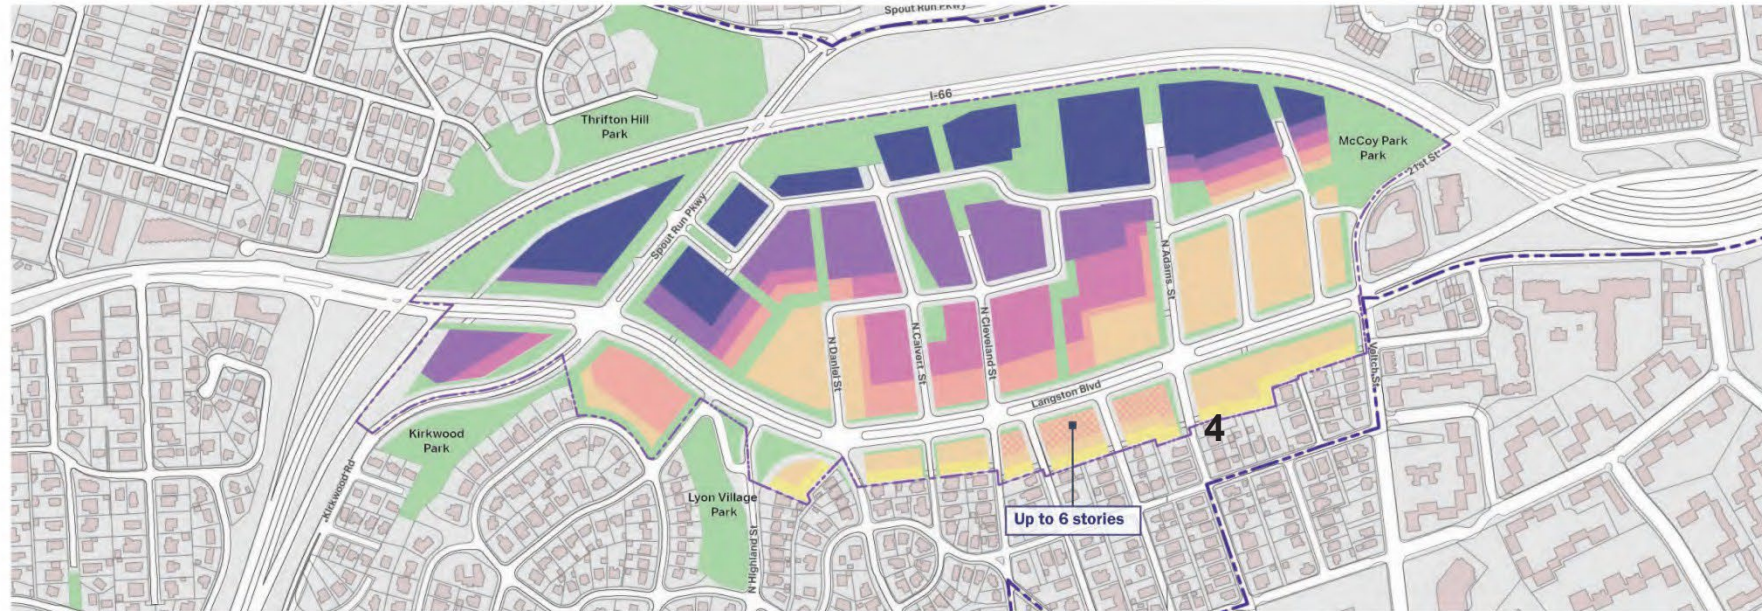 Spout Run Pkwy
I-66
Thrifton Hill
Park
McCoy Park
Park
21st St
Spout Run Pkwy
N Adams St
N Daniel St
N Calvert St
N Cleveland St
Veitch St
Langston Blvd
4
Kirkwood
Park
Kirkwood Rd
Lyon Village
Park
N Highland St
Up to 6 stories